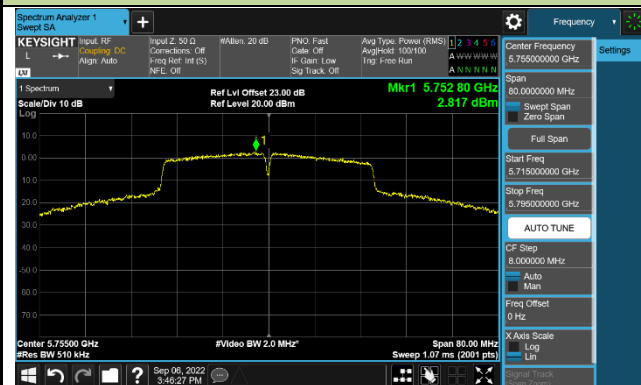 Spectrum Analyzer 1
Swept SA
+
Frequency
KEYSIGHT
L
Input: RF
Coupling: DC
Align: Auto
Input Z: 50 Ω
Corrections: Off
Freq Ref: Int (S)
NFE: Off
#Atten: 20 dB
PNO: Fast
Gate: Off
IF Gain: Low
Sig Track: Off
Avg Type: Power (RMS)
Avg|Hold: 100/100
Trig: Free Run
1 2 3 4 5 6
A W W W W W
A N N N N N
1 Spectrum
Scale/Div 10 dB
Log
Ref Lvl Offset 23.00 dB
Ref Level 20.00 dBm
Mkr1 5.752 80 GHz
2.817 dBm
1
10.0
0.00
10.0
20.0
30.0
40.0
-50.0
60.0
70.0
Center 5.75500 GHz
#Res BW 510 kHz
#Video BW 2.0 MHz*
Span 80.00 MHz
Sweep 1.07 ms (2001 pts)
Center Frequency
5.755000000 GHz
Settings
Span
80.0000000 MHz
Swept Span
Zero Span
Full Span
Start Freq
5.715000000 GHz
Stop Freq
5.795000000 GHz
AUTO TUNE
CF Step
8.000000 MHz
Auto
Man
Freq Offset
0 Hz
X Axis Scale
Log
Lin
Signal Track
(Span Zoom)
?
Sep 06, 2022
3:46:27 PM